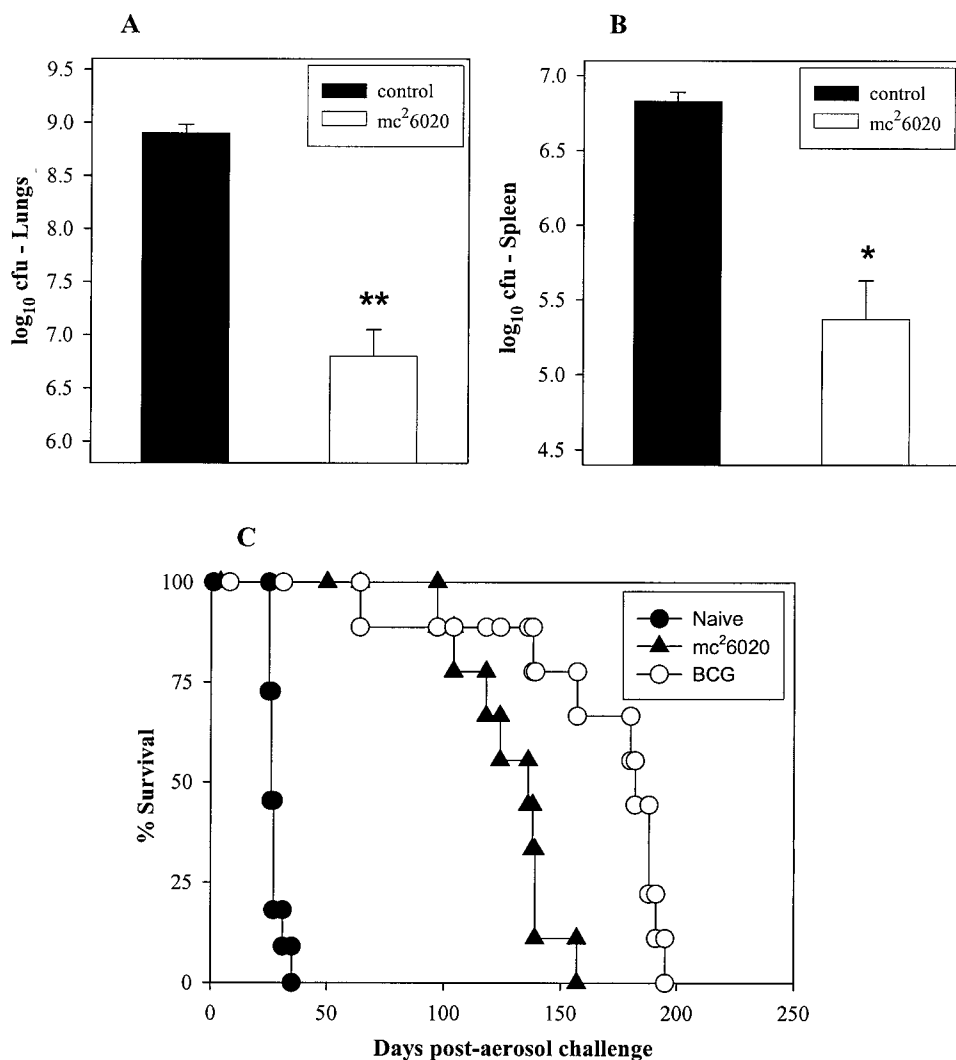 A
log10 cfu - Lungs
9.5
9.0
8.5
8.0
7.5
7.0
6.5
6.0
control
mc²6020
**
B
log10 cfu - Spleen
7.0
6.5
6.0
5.5
5.0
4.5
control
mc²6020
*
C
% Survival
100
75
50
25
0
Naive
mc²6020
BCG
0 50 100 150 200 250
Days post-aerosol challenge